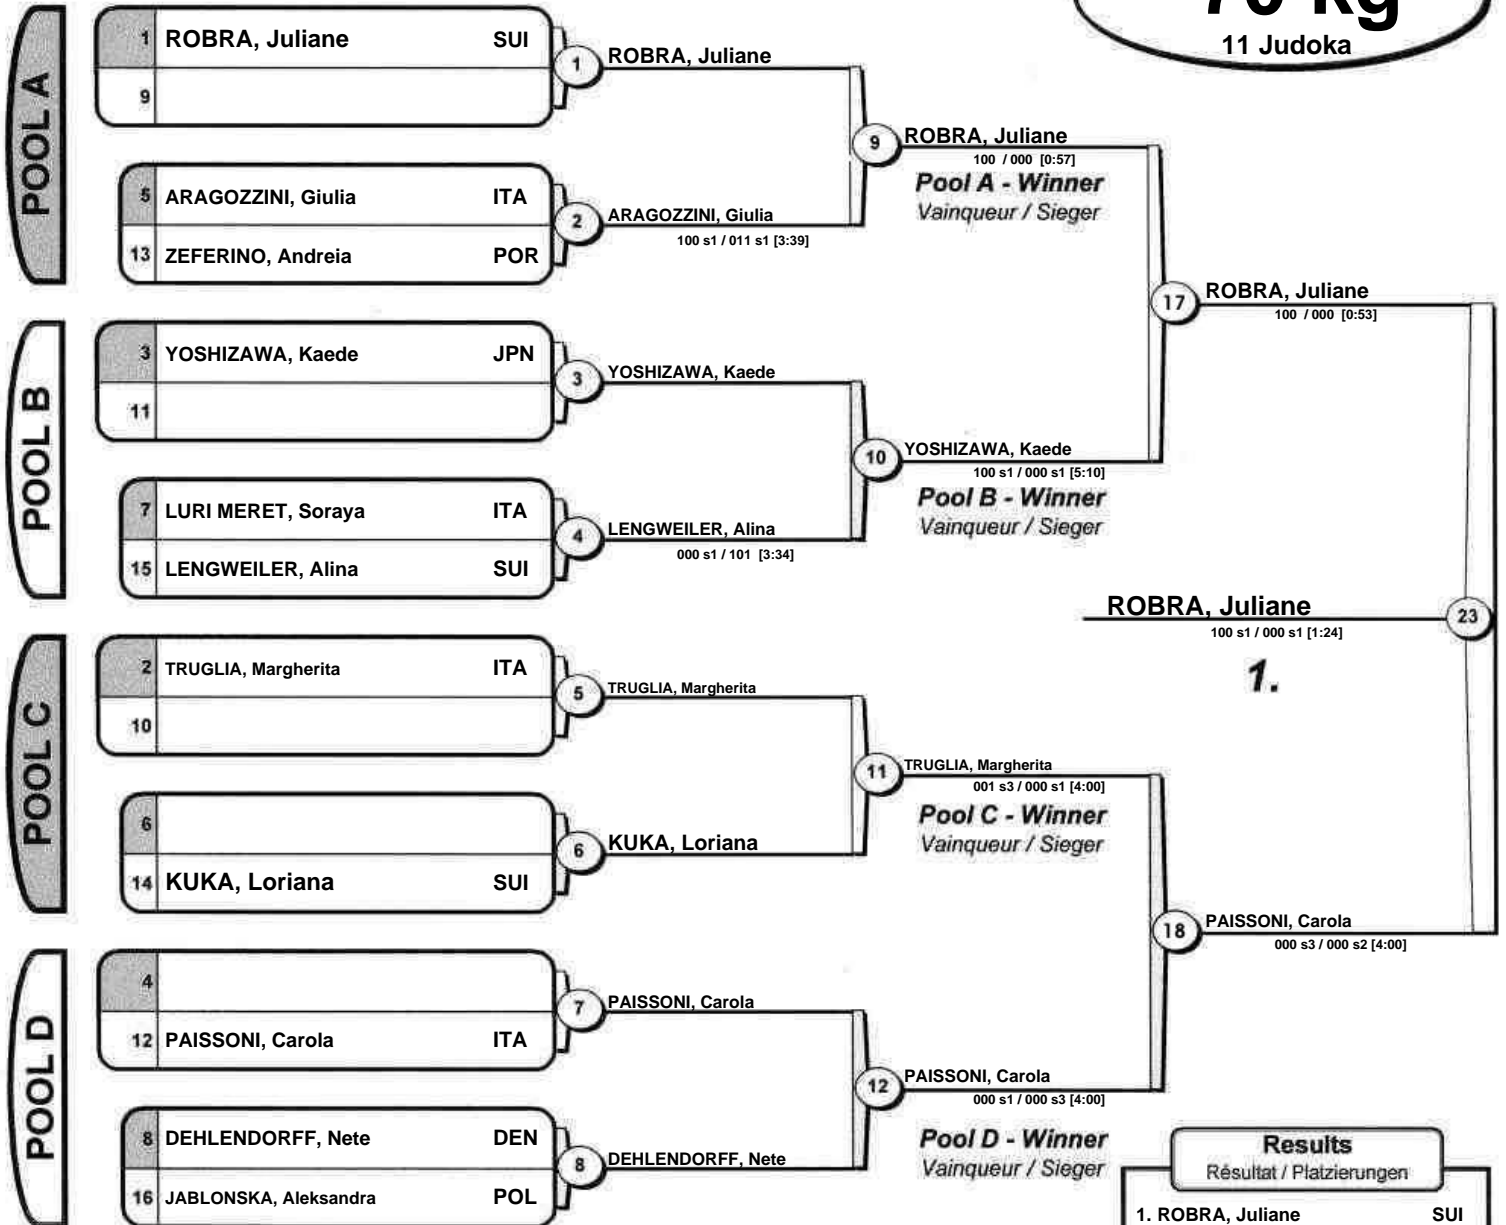 70 kg
11 Judoka
POOL A
1 ROBRA, Juliane SUI
9
1
ROBRA, Juliane
5 ARAGOZZINI, Giulia ITA
13 ZEFERINO, Andreia POR
2
ARAGOZZINI, Giulia
100 s1 / 011 s1 [3:39]
9
ROBRA, Juliane
100 / 000 [0:57]
Pool A - Winner
Vainqueur / Sieger
POOL B
3 YOSHIZAWA, Kaede JPN
11
3
YOSHIZAWA, Kaede
7 LURI MERET, Soraya ITA
15 LENGWEILER, Alina SUI
4
LENGWEILER, Alina
000 s1 / 101 [3:34]
10
YOSHIZAWA, Kaede
100 s1 / 000 s1 [5:10]
Pool B - Winner
Vainqueur / Sieger
17
ROBRA, Juliane
100 / 000 [0:53]
POOL C
2 TRUGLIA, Margherita ITA
10
5
TRUGLIA, Margherita
6
14 KUKA, Loriana SUI
6
KUKA, Loriana
11
TRUGLIA, Margherita
001 s3 / 000 s1 [4:00]
Pool C - Winner
Vainqueur / Sieger
POOL D
4
12 PAISSONI, Carola ITA
7
PAISSONI, Carola
8 DEHLENDORFF, Nete DEN
16 JABLONSKA, Aleksandra POL
8
DEHLENDORFF, Nete
12
PAISSONI, Carola
000 s1 / 000 s3 [4:00]
Pool D - Winner
Vainqueur / Sieger
18
PAISSONI, Carola
000 s3 / 000 s2 [4:00]
23
ROBRA, Juliane
100 s1 / 000 s1 [1:24]
1.
Results
Résultat / Platzierungen
1. ROBRA, Juliane SUI